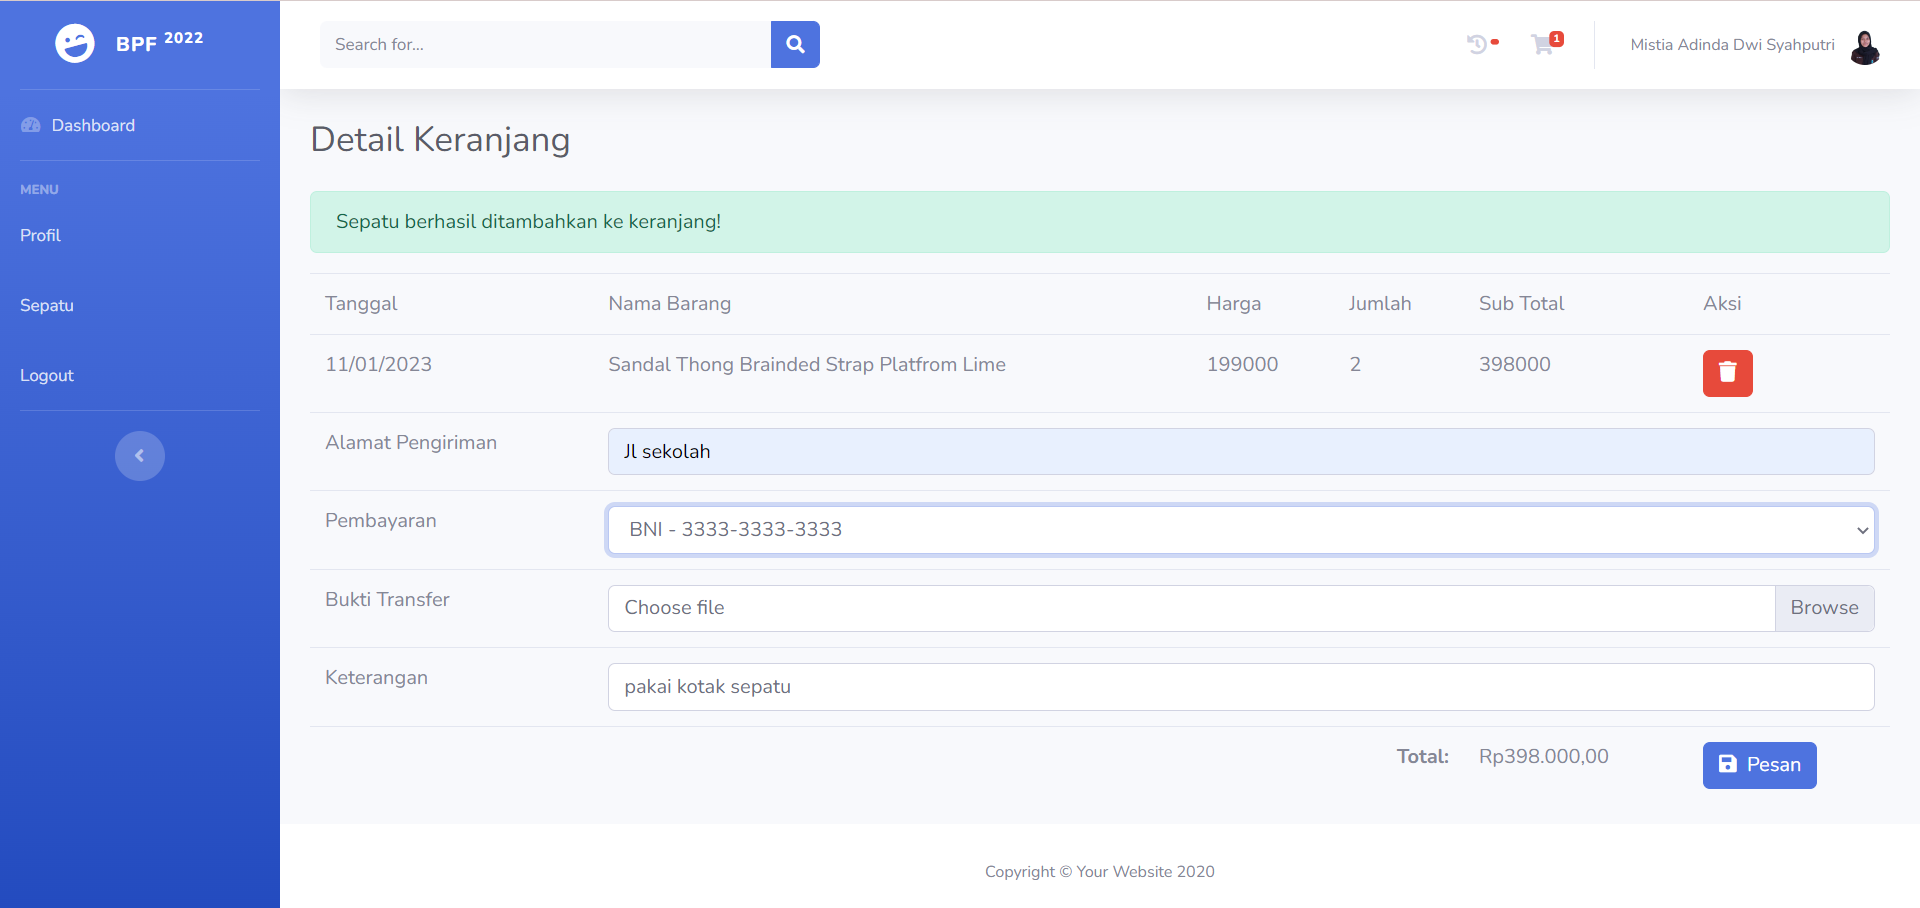 BPF 2022
Search for...
1
Mistia Adinda Dwi Syahputri
Dashboard
MENU
Profil
Sepatu
Logout
Detail Keranjang
Sepatu berhasil ditambahkan ke keranjang!
Tanggal Nama Barang Harga Jumlah Sub Total Aksi
11/01/2023 Sandal Thong Brainded Strap Platfrom Lime 199000 2 398000
Alamat Pengiriman Jl sekolah
Pembayaran BNI - 3333-3333-3333
Bukti Transfer Choose file Browse
Keterangan pakai kotak sepatu
Total: Rp398.000,00 Pesan
Copyright © Your Website 2020